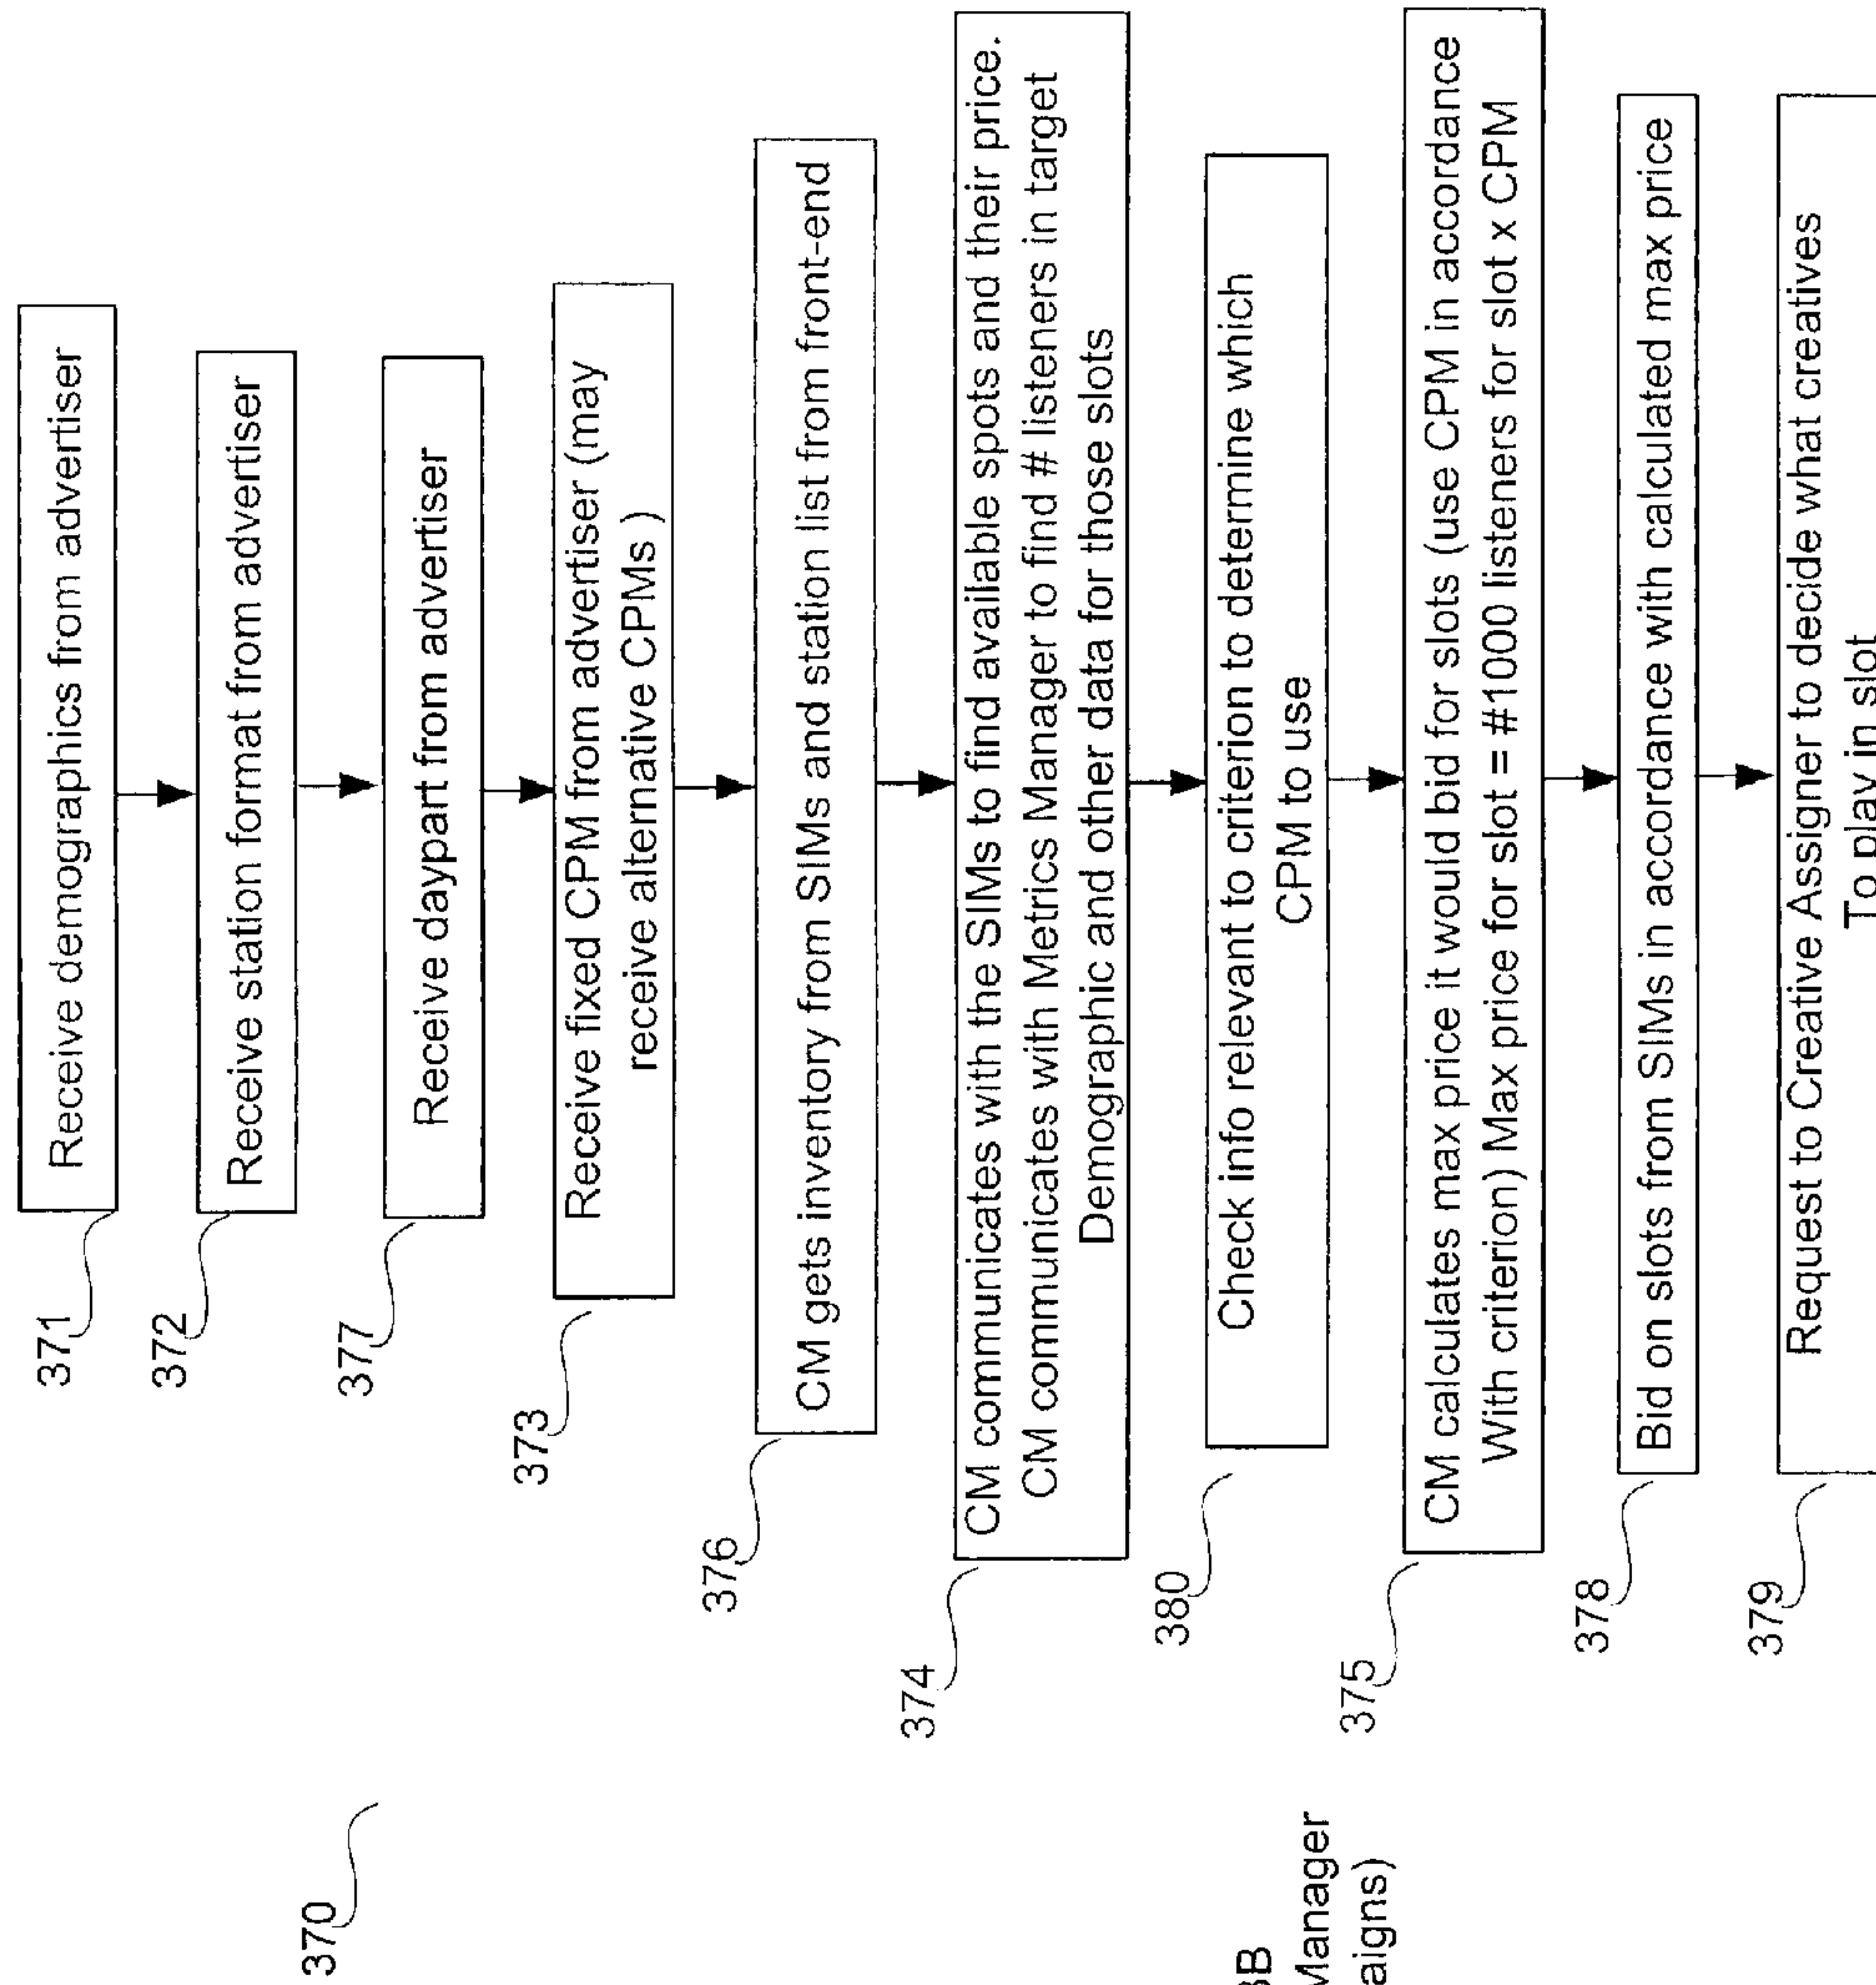 370
371
Receive demographics from advertiser
372
Receive station format from advertiser
377
Receive daypart from advertiser
373
Receive fixed CPM from advertiser (may
receive alternative CPMs )
376
CM gets inventory from SIMs and station list from front-end
374
CM communicates with the SIMs to find available spots and their price.
CM communicates with Metrics Manager to find # listeners in target
Demographic and other data for those slots
380
Check info relevant to criterion to determine which
CPM to use
375
CM calculates max price it would bid for slots (use CPM in accordance
With criterion) Max price for slot = #1000 listeners for slot x CPM
378
Bid on slots from SIMs in accordance with calculated max price
379
Request to Creative Assigner to decide what creatives
To play in slot
3B
Manager
aigns)